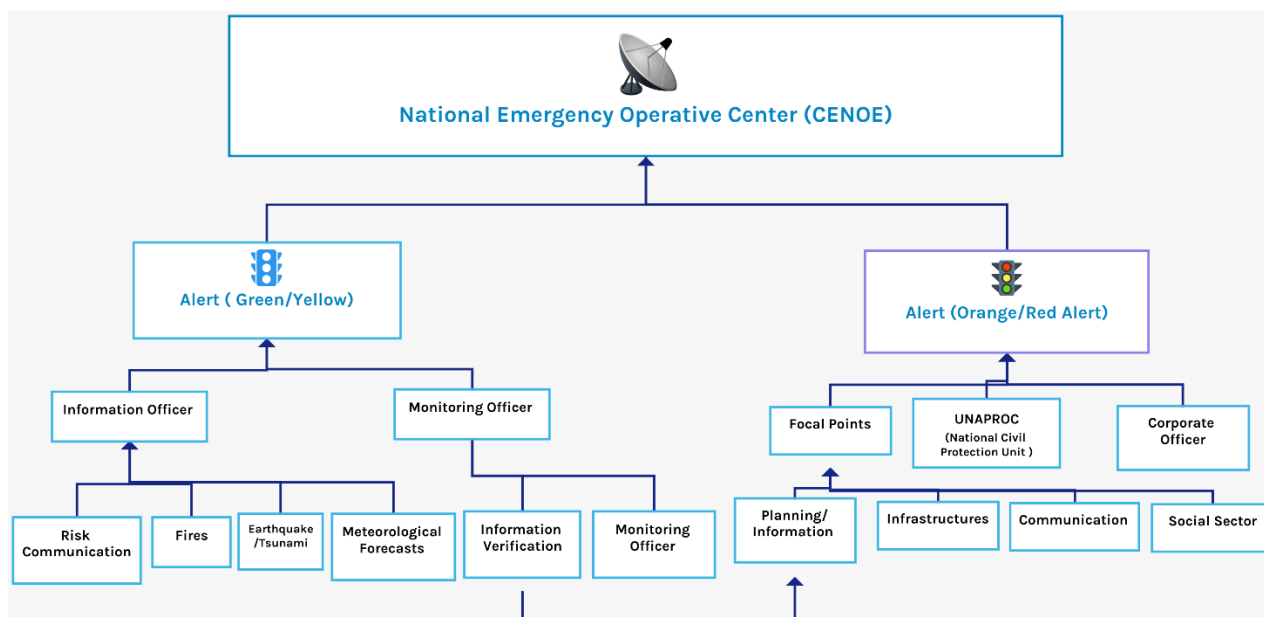 National Emergency Operative Center (CENOE)
Alert ( Green/Yellow)
Alert (Orange/Red Alert)
Information Officer
Monitoring Officer
Focal Points
UNAPROC
(National Civil
Protection Unit )
Corporate
Officer
Risk
Communication
Fires
Earthquake
/Tsunami
Meteorological
Forecasts
Information
Verification
Monitoring
Officer
Planning/
Information
Infrastructures
Communication
Social Sector